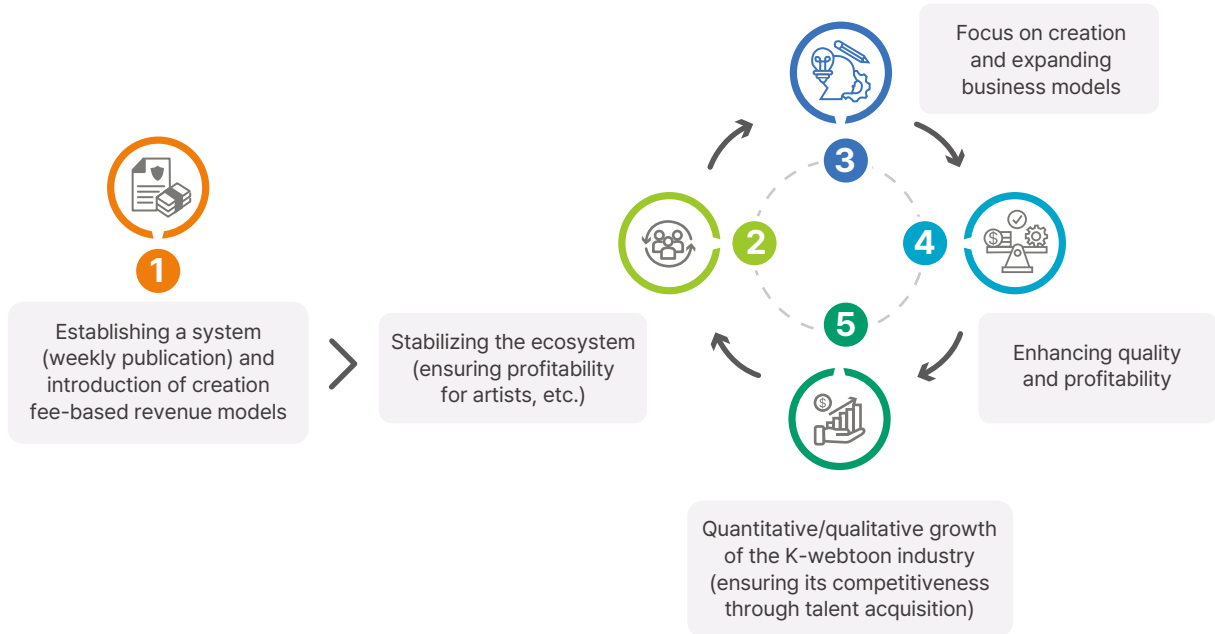 1
Establishing a system
(weekly publication) and
introduction of creation
fee-based revenue models
2
Stabilizing the ecosystem
(ensuring profitability
for artists, etc.)
3
Focus on creation
and expanding
business models
4
$
Enhancing quality
and profitability
5
$
Quantitative/qualitative growth
of the K-webtoon industry
(ensuring its competitiveness
through talent acquisition)